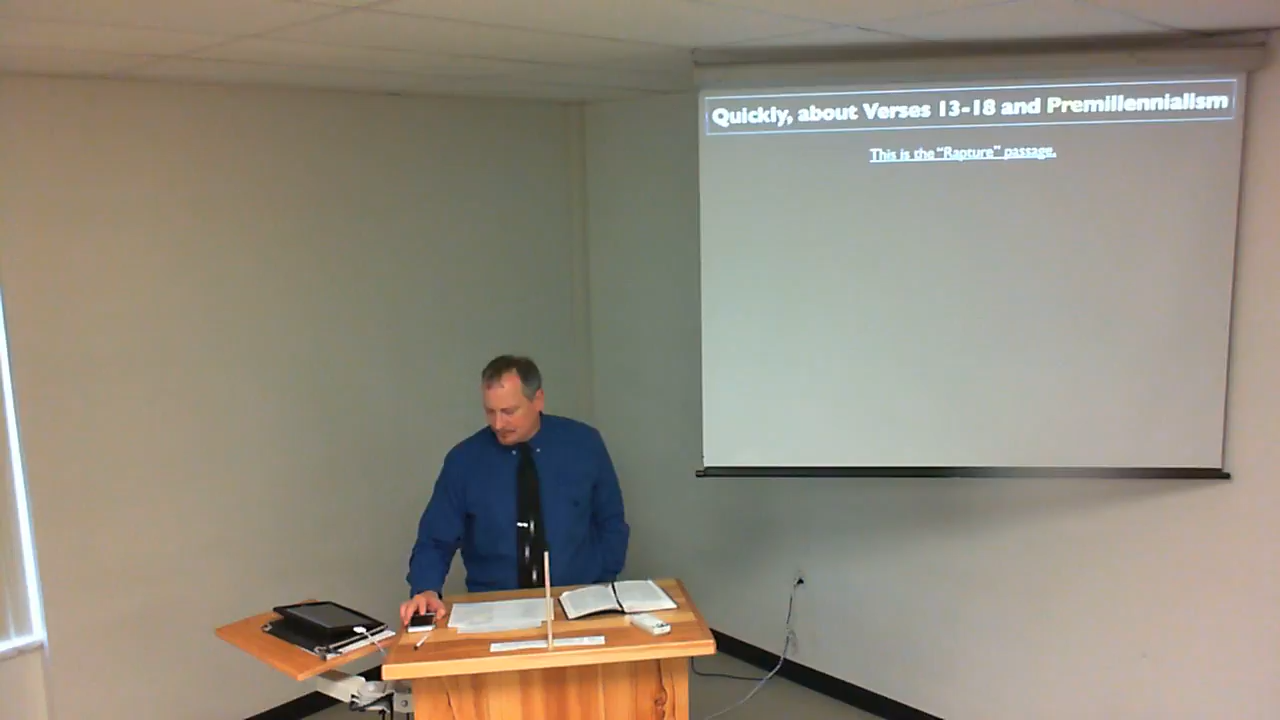 Quickly, about Verses 13-18 and Premillennialism
This is the "Rapture" passage.